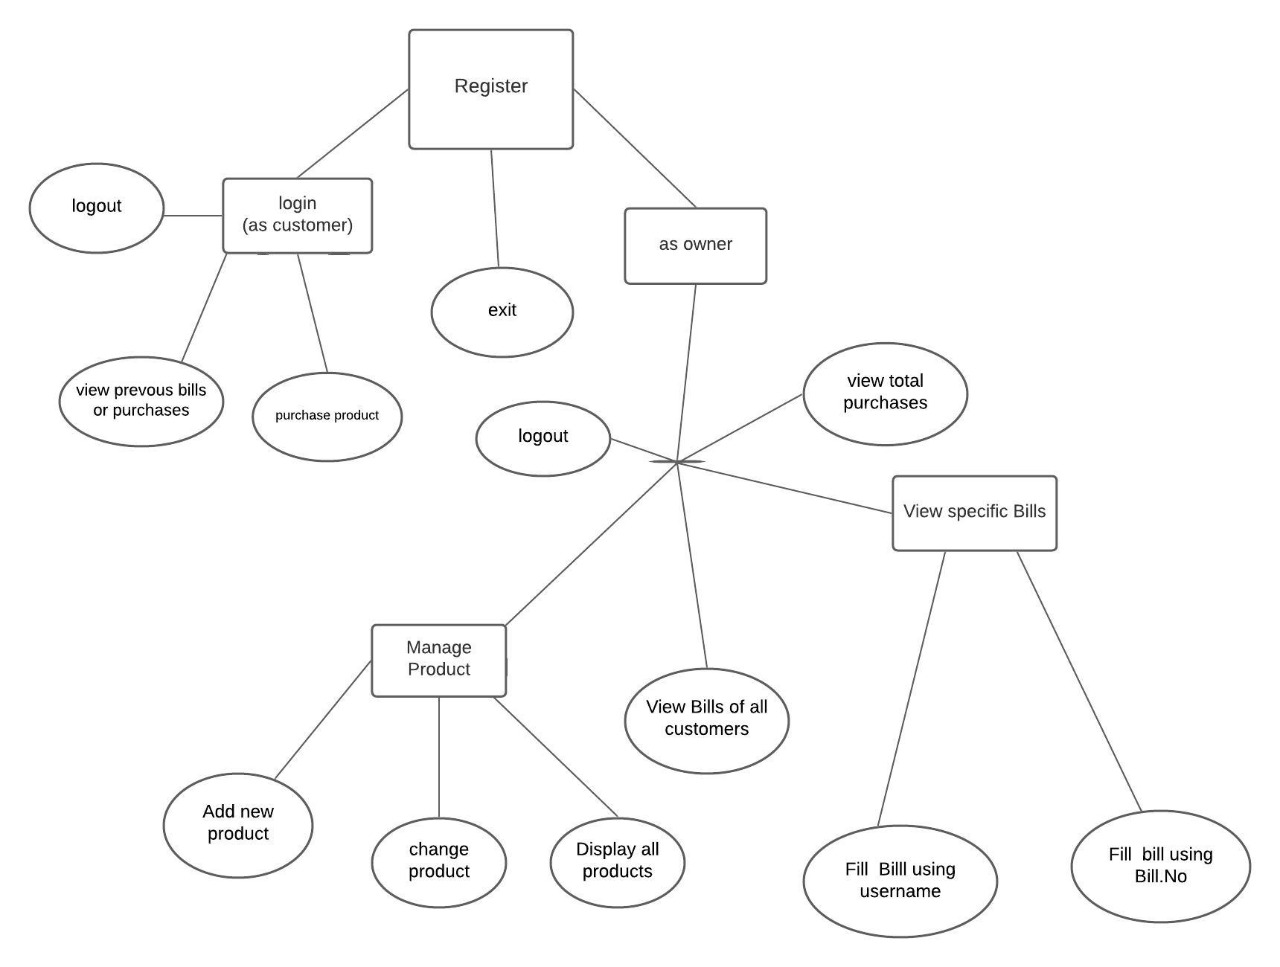 Register
logout
login
(as customer)
as owner
exit
view prevous bills
or purchases
purchase product
view total
purchases
logout
View specific Bills
Manage
Product
View Bills of all
customers
Add new
product
change
product
Display all
products
Fill  Billl using
username
Fill  bill using
Bill.No